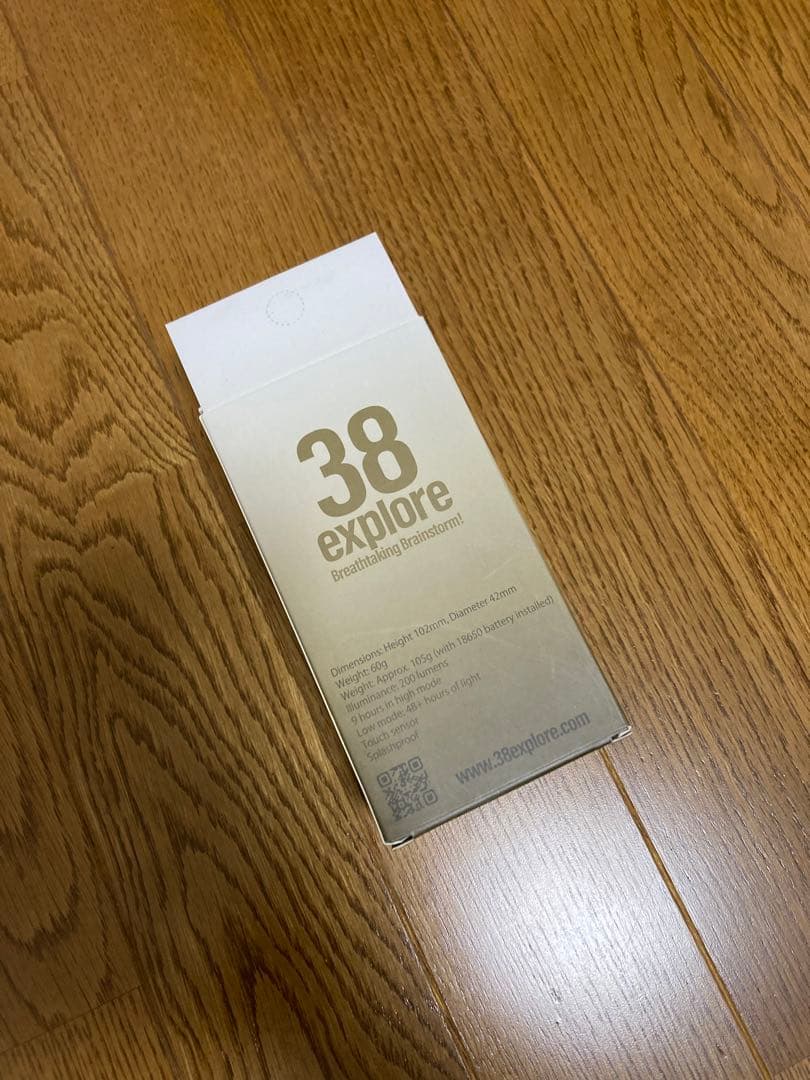 38
explore
Breathtaking Brainstorm!
Dimensions: Height 102mm, Diameter 42mm
Weight: 60g
Weight: Approx. 105g (with 18650 battery installed)
Illuminance: 200 lumens
9 hours in high mode
Low mode: 48+ hours of light
Touch sensor
Splashproof
www.38explore.com